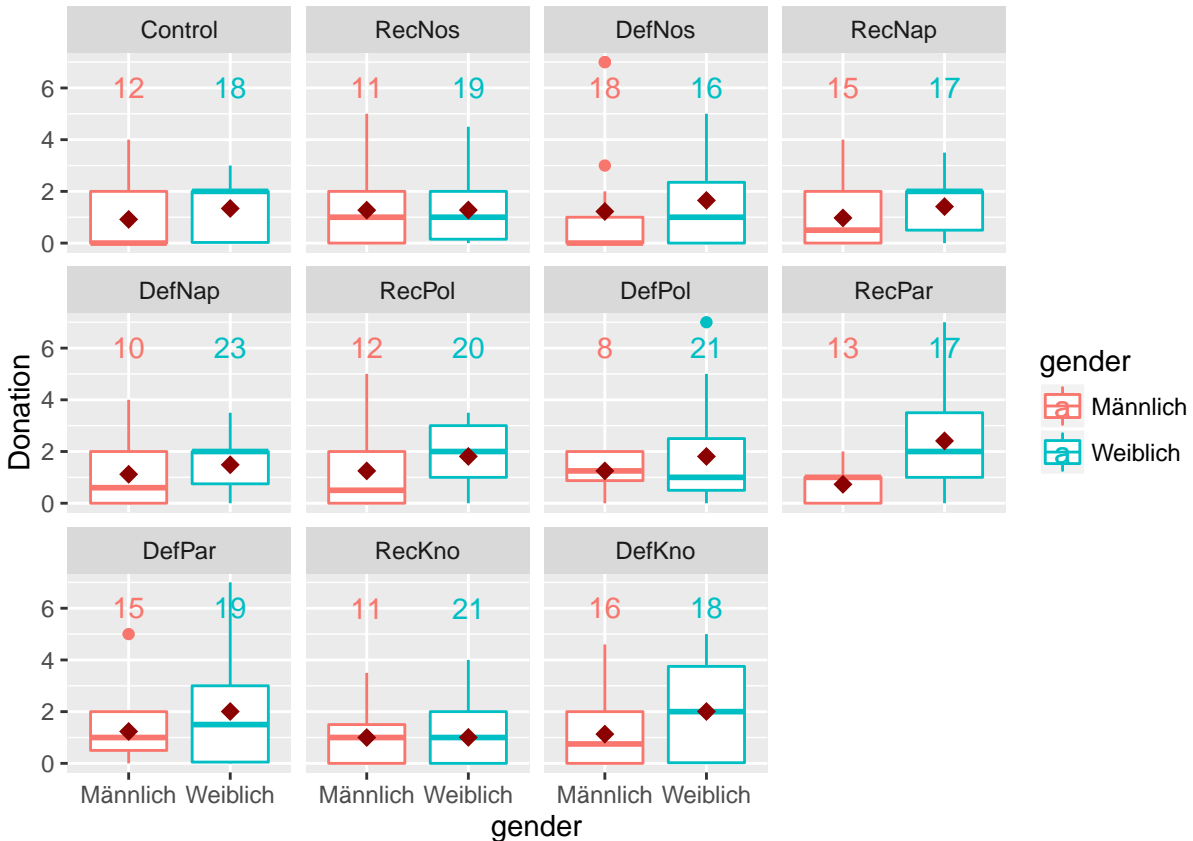 Control RecNos DefNos RecNap
6 12 18 11 19 18 16 15 17
4
2
0
DefNap RecPol DefPol RecPar
6 10 23 12 20 8 21 13 17
4
2
0
DefPar RecKno DefKno
6 15 19 11 21 16 18
4
2
0
Männlich Weiblich Männlich Weiblich Männlich Weiblich
gender
Donation
gender
a Männlich
a Weiblich